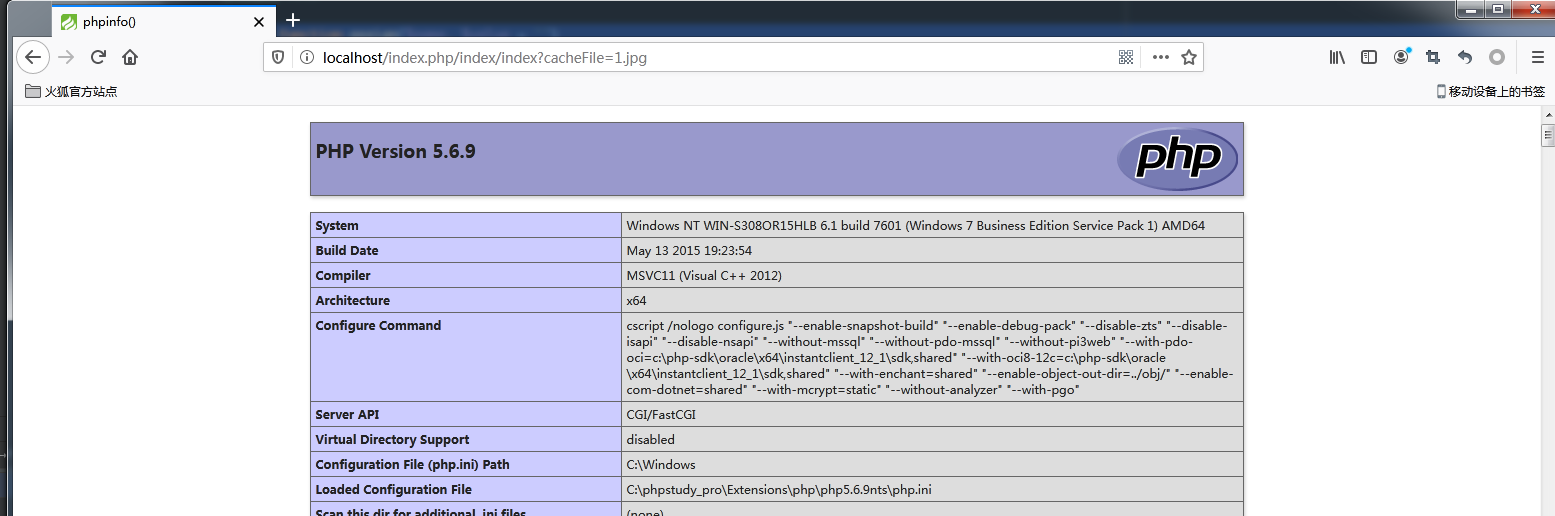 phpinfo()
localhost/index.php/index/index?cacheFile=1.jpg
火狐官方站点
移动设备上的书签
PHP Version 5.6.9
php
System Windows NT WIN-S308OR15HLB 6.1 build 7601 (Windows 7 Business Edition Service Pack 1) AMD64
Build Date May 13 2015 19:23:54
Compiler MSVC11 (Visual C++ 2012)
Architecture x64
Configure Command cscript /nologo configure.js "--enable-snapshot-build" "--enable-debug-pack" "--disable-zts" "--disable-
isapi" "--disable-nsapi" "--without-mssql" "--without-pdo-mssql" "--without-pi3web" "--with-pdo-
oci=c:\php-sdk\oracle\x64\instantclient_12_1\sdk,shared" "--with-oci8-12c=c:\php-sdk\oracle
\x64\instantclient_12_1\sdk,shared" "--with-enchant=shared" "--enable-object-out-dir=../obj/" "--enable-
com-dotnet=shared" "--with-mcrypt=static" "--without-analyzer" "--with-pgo"
Server API CGI/FastCGI
Virtual Directory Support disabled
Configuration File (php.ini) Path C:\Windows
Loaded Configuration File C:\phpstudy_pro\Extensions\php\php5.6.9nts\php.ini
Scan this dir for additional .ini files (none)